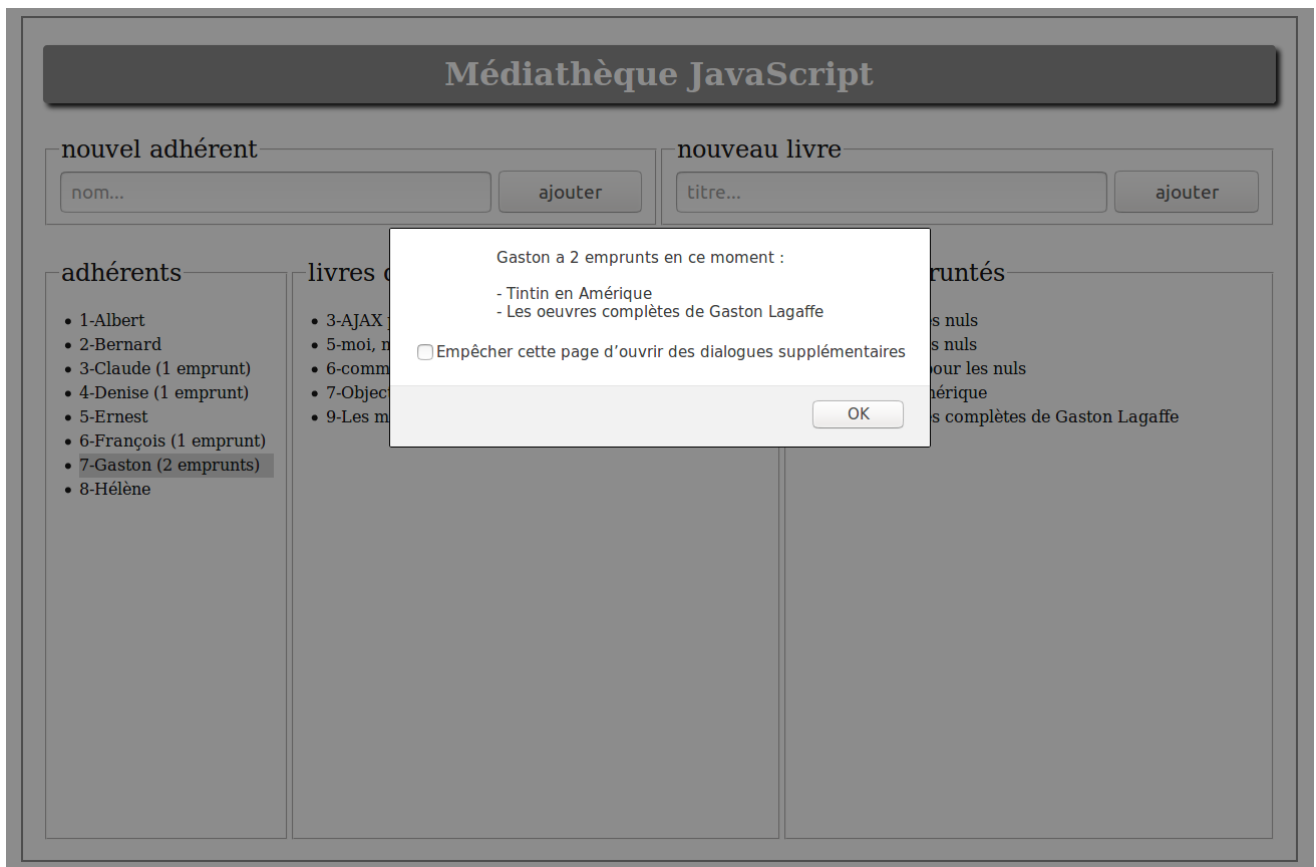 Médiathèque JavaScript
nouvel adhérent
nom...
ajouter
nouveau livre
titre...
ajouter
adhérents
• 1-Albert
• 2-Bernard
• 3-Claude (1 emprunt)
• 4-Denise (1 emprunt)
• 5-Ernest
• 6-François (1 emprunt)
• 7-Gaston (2 emprunts)
• 8-Hélène
livres
• 3-AJAX
• 5-moi,
• 6-comm
• 7-Object
• 9-Les
Gaston a 2 emprunts en ce moment :
- Tintin en Amérique
- Les oeuvres complètes de Gaston Lagaffe
Empêcher cette page d’ouvrir des dialogues supplémentaires
OK
runtés
s nuls
s nuls
our les nuls
érique
s complètes de Gaston Lagaffe